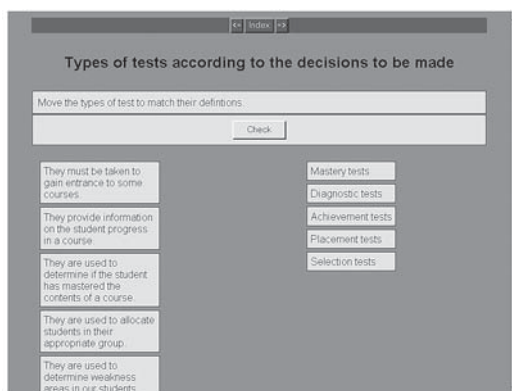 <= Index =>
Types of tests according to the decisions to be made
Move the types of test to match their defintions.
Check
They must be taken to
gain entrance to some
courses.
They provide information
on the student progress
in a course.
They are used to
determine if the student
has mastered the
contents of a course.
They are used to allocate
students in their
appropriate group.
They are used to
determine weakness
areas in our students
Mastery tests
Diagnostic tests
Achievement tests
Placement tests
Selection tests